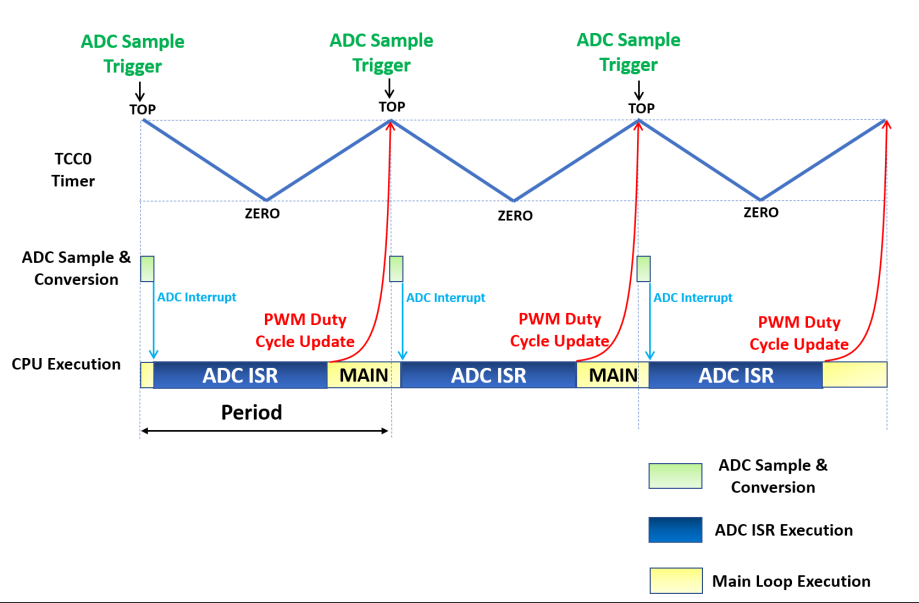 ADC Sample
Trigger
ADC Sample
Trigger
ADC Sample
Trigger
TOP
TOP
TOP
TCC0
Timer
ZERO
ZERO
ZERO
ADC Sample &
Conversion
ADC Interrupt
ADC Interrupt
ADC Interrupt
PWM Duty
Cycle Update
PWM Duty
Cycle Update
PWM Duty
Cycle Update
CPU Execution
ADC ISR
MAIN
ADC ISR
MAIN
ADC ISR
Period
ADC Sample &
Conversion
ADC ISR Execution
Main Loop Execution